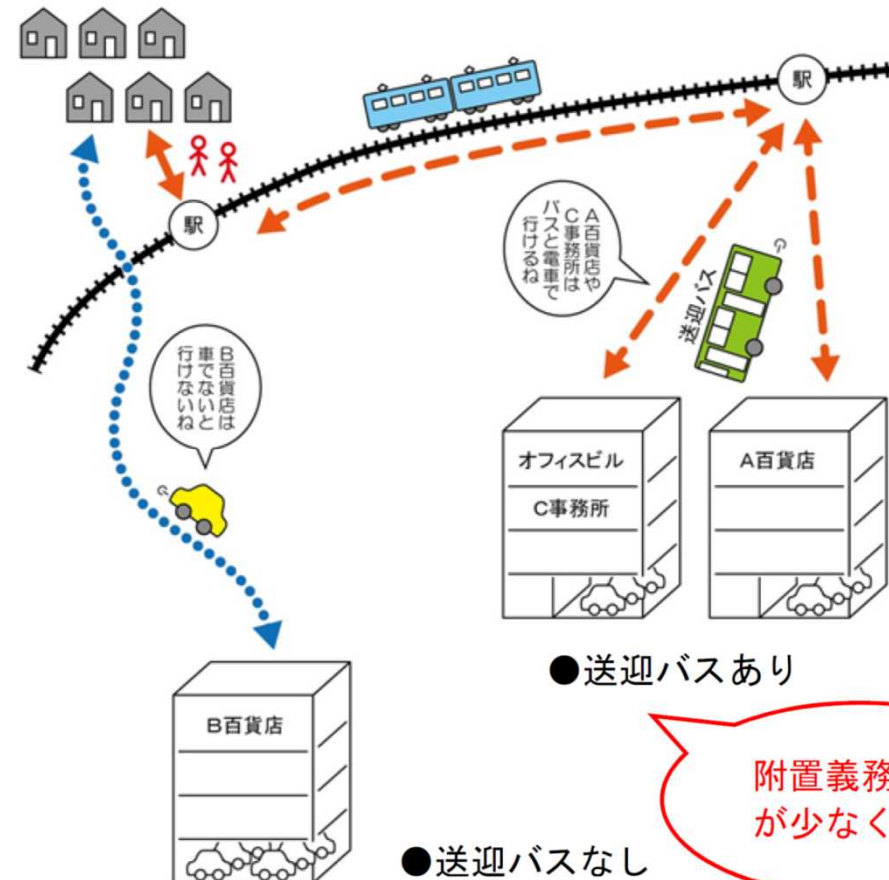 駅
駅
A百貨店や
C事務所は
バスと電車で
行けるね
送迎バス
B百貨店は
車でないと
行けないね
オフィスビル
C事務所
A百貨店
●送迎バスあり
B百貨店
附置義務
が少なく
●送迎バスなし